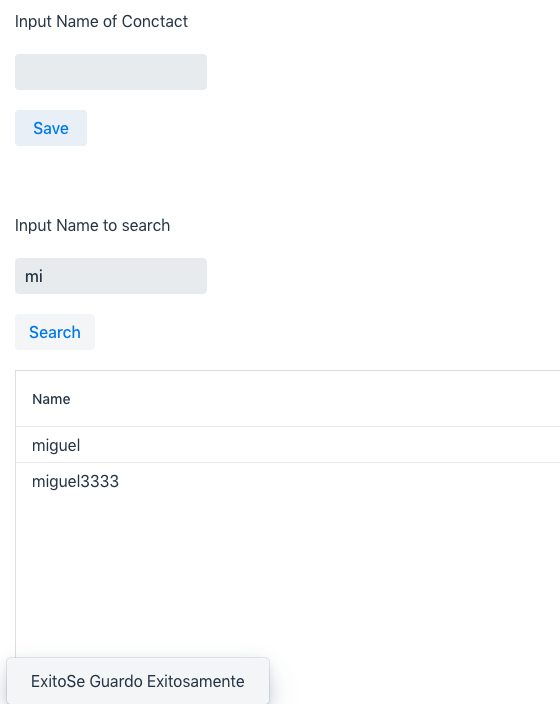 Input Name of Conctact
Save
Input Name to search
mi
Search
Name
miguel
miguel3333
ExitoSe Guardo Exitosamente